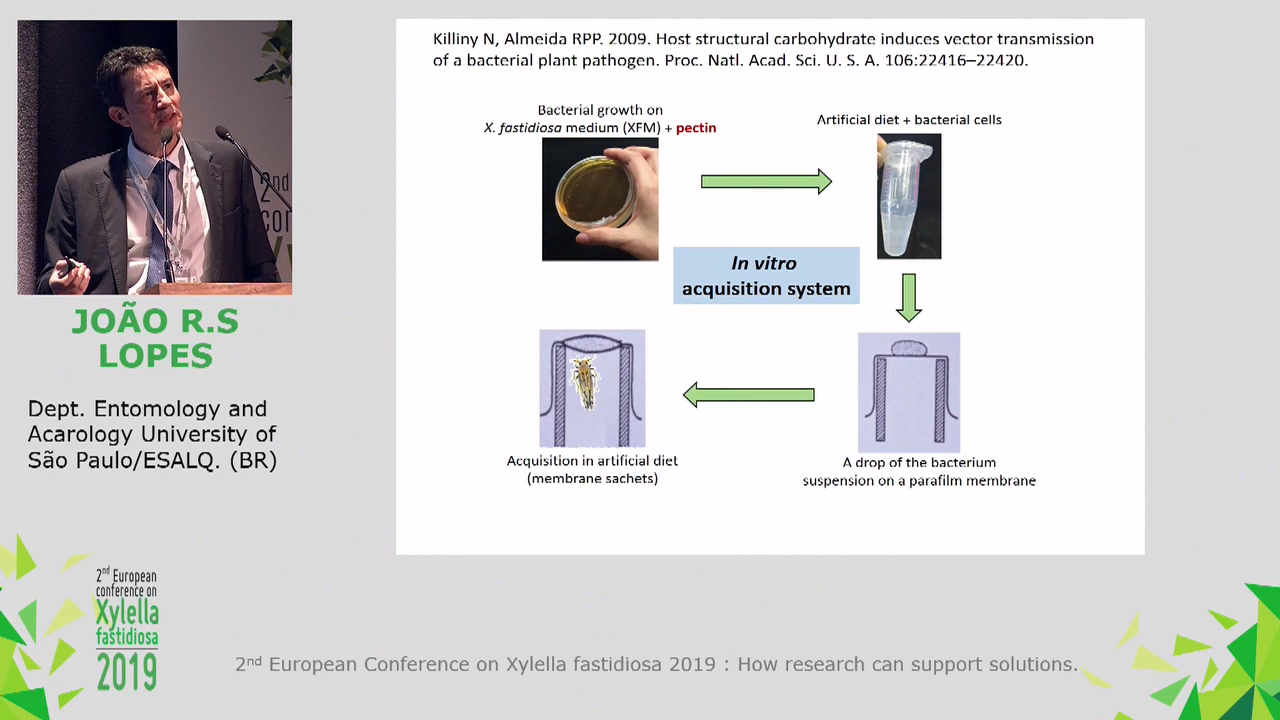 Killiny N, Almeida RPP. 2009. Host structural carbohydrate induces vector transmission
of a bacterial plant pathogen. Proc. Natl. Acad. Sci. U. S. A. 106:22416–22420.
Bacterial growth on
X. fastidiosa medium (XFM) + pectin
Artificial diet + bacterial cells
In vitro
acquisition system
Acquisition in artificial diet
(membrane sachets)
A drop of the bacterium
suspension on a parafilm membrane
2nd
JOÃO R.S
LOPES
Dept. Entomology and
Acarology University of
São Paulo/ESALQ. (BR)
2nd European
conference on
Xylella
fastidiosa
2019
2nd European Conference on Xylella fastidiosa 2019 : How research can support solutions.